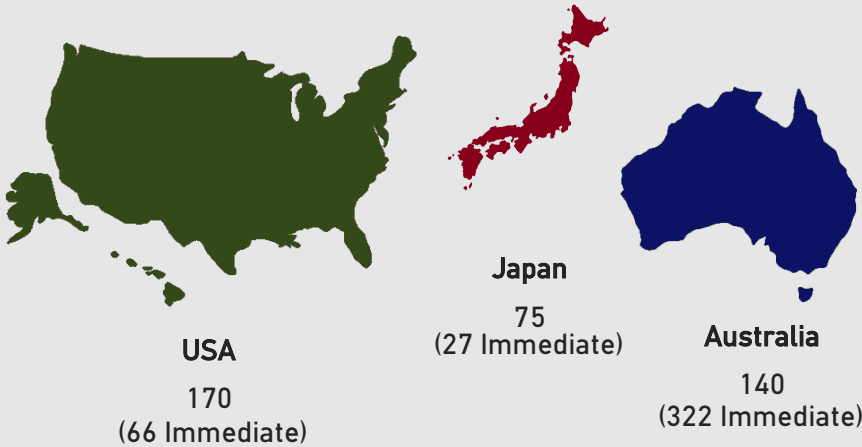 USA
170
(66 Immediate)
Japan
75
(27 Immediate)
Australia
140
(322 Immediate)